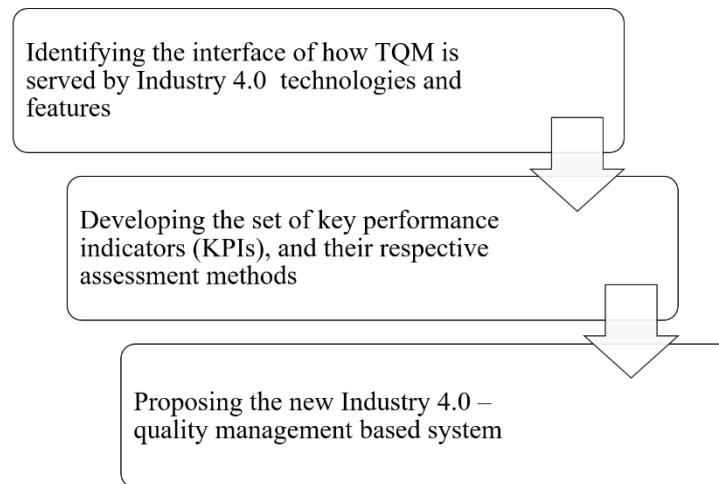 Identifying the interface of how TQM is
served by Industry 4.0 technologies and
features
Developing the set of key performance
indicators (KPIs), and their respective
assessment methods
Proposing the new Industry 4.0 –
quality management based system